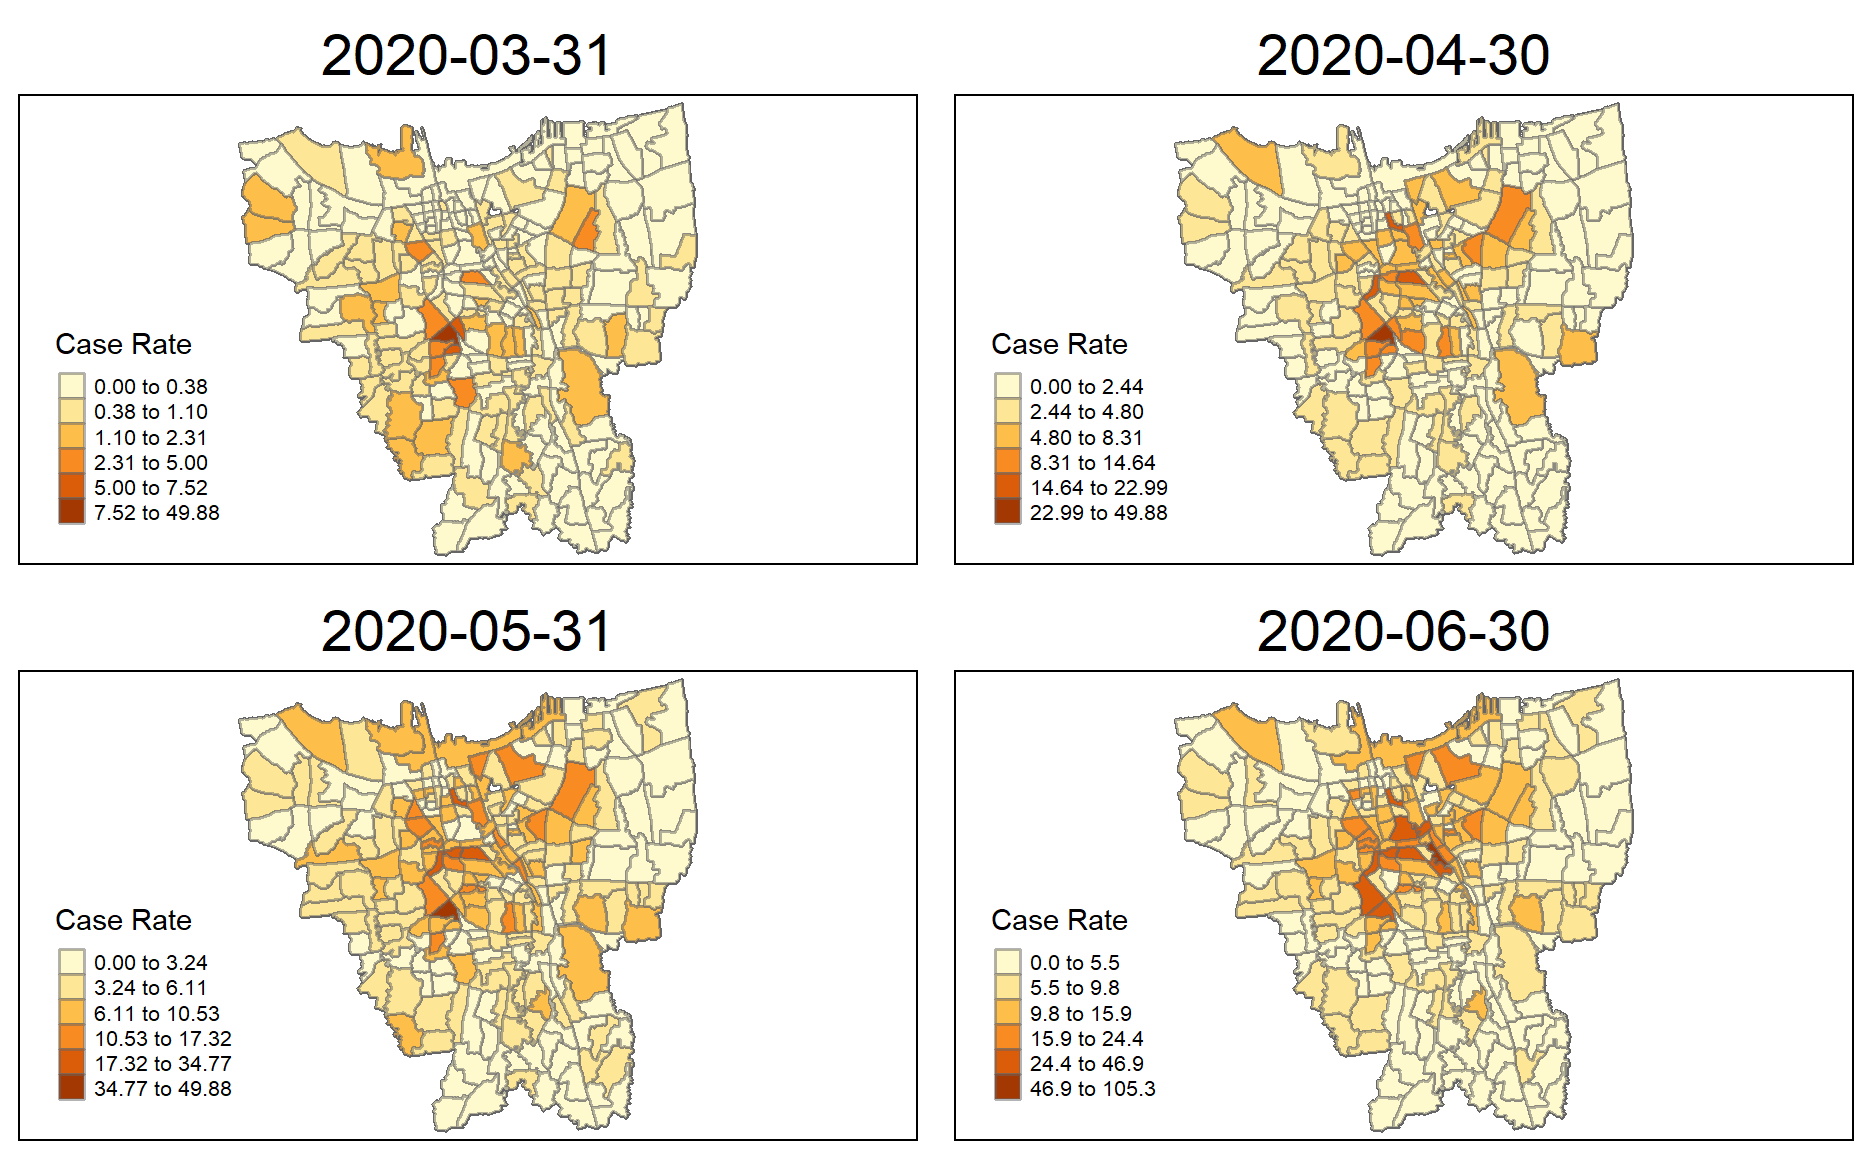 2020-03-31
Case Rate
0.00 to 0.38
0.38 to 1.10
1.10 to 2.31
2.31 to 5.00
5.00 to 7.52
7.52 to 49.88
2020-04-30
Case Rate
0.00 to 2.44
2.44 to 4.80
4.80 to 8.31
8.31 to 14.64
14.64 to 22.99
22.99 to 49.88
2020-05-31
Case Rate
0.00 to 3.24
3.24 to 6.11
6.11 to 10.53
10.53 to 17.32
17.32 to 34.77
34.77 to 49.88
2020-06-30
Case Rate
0.0 to 5.5
5.5 to 9.8
9.8 to 15.9
15.9 to 24.4
24.4 to 46.9
46.9 to 105.3